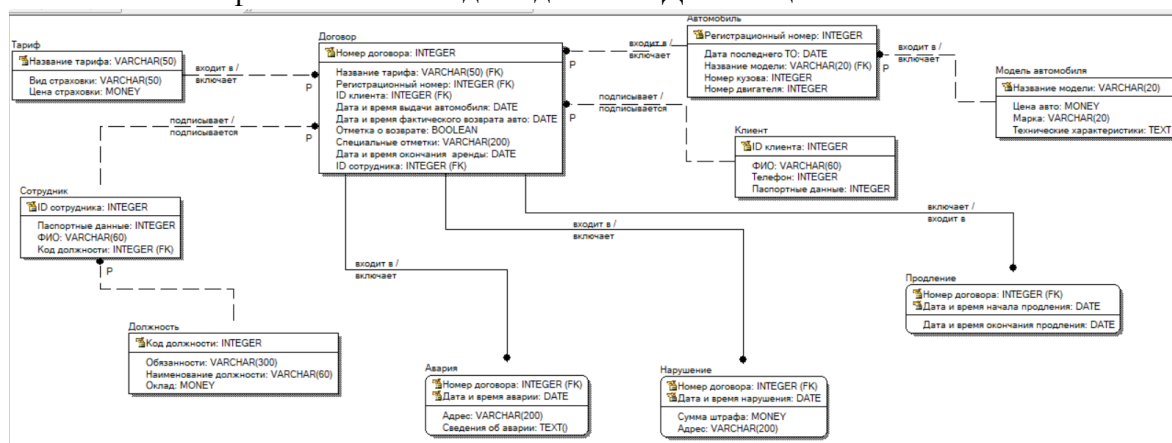 Тариф
Название тарифа: VARCHAR(50)
Вид страховки: VARCHAR(50)
Цена страховки: MONEY
входит в /
включает
P
Договор
Номер договора: INTEGER
Название тарифа: VARCHAR(50) (FK)
Регистрационный номер: INTEGER (FK)
ID клиента: INTEGER (FK)
Дата и время выдачи автомобиля: DATE
Дата и время фактического возврата авто: DATE
Отметка о возврате: BOOLEAN
Специальные отметки: VARCHAR(200)
Дата и время окончания аренды: DATE
ID сотрудника: INTEGER (FK)
входит в /
включает
P
Автомобиль
Регистрационный номер: INTEGER
Дата последнего ТО: DATE
Название модели: VARCHAR(20) (FK)
Номер кузова: INTEGER
Номер двигателя: INTEGER
входит в /
включает
P
Модель автомобиля
Название модели: VARCHAR(20)
Цена авто: MONEY
Марка: VARCHAR(20)
Технические характеристики: TEXT
подписывает /
подписывается
P
подписывает /
подписывается
P
Клиент
ID клиента: INTEGER
ФИО: VARCHAR(60)
Телефон: INTEGER
Паспортные данные: INTEGER
Сотрудник
ID сотрудника: INTEGER
Паспортные данные: INTEGER
ФИО: VARCHAR(60)
Код должности: INTEGER (FK)
P
Должность
Код должности: INTEGER
Обязанности: VARCHAR(300)
Наименование должности: VARCHAR(60)
Оклад: MONEY
входит в /
включает
входит в /
включает
включает /
входит в
Авария
Номер договора: INTEGER (FK)
Дата и время аварии: DATE
Адрес: VARCHAR(200)
Сведения об аварии: TEXT()
Нарушение
Номер договора: INTEGER (FK)
Дата и время нарушения: DATE
Сумма штрафа: MONEY
Адрес: VARCHAR(200)
Продление
Номер договора: INTEGER (FK)
Дата и время начала продления: DATE
Дата и время окончания продления: DATE